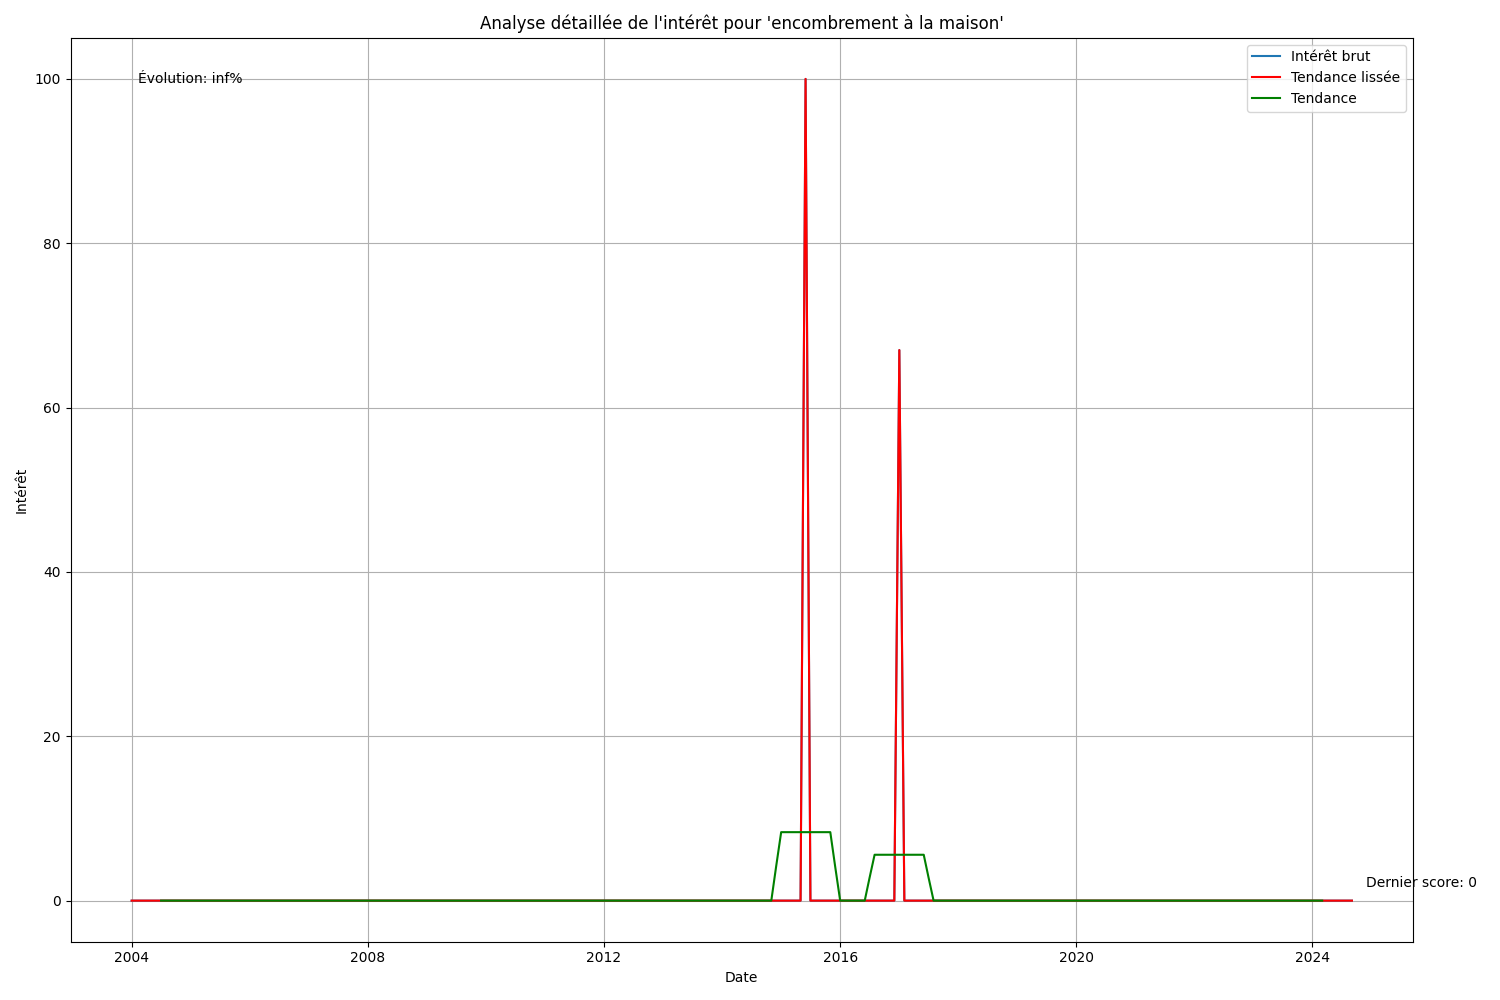 Analyse détaillée de l'intérêt pour 'encombrement à la maison'
Évolution: inf%
Intérêt brut
Tendance lissée
Tendance
100
80
60
40
20
0
Intérêt
Dernier score: 0
2004
2008
2012
2016
2020
2024
Date